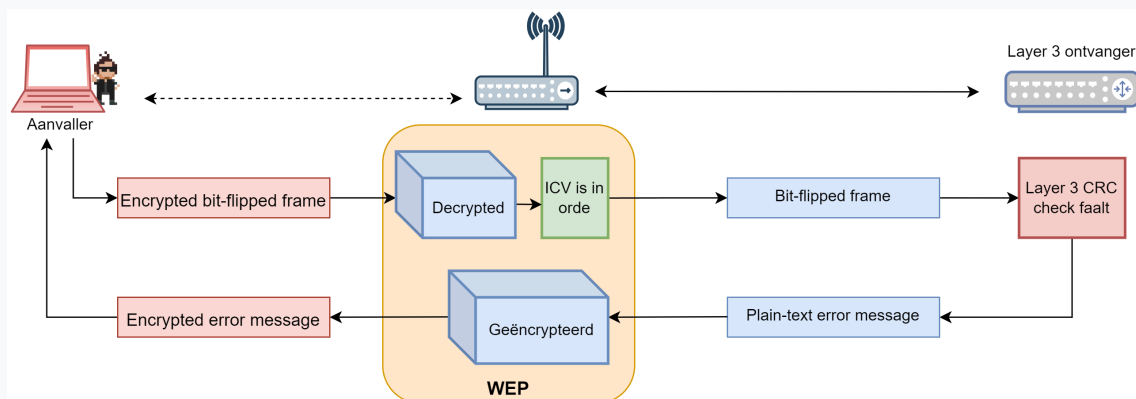 Layer 3 ontvanger
Aanvaller
Encrypted bit-flipped frame
Decrypted
ICV is in
orde
Bit-flipped frame
Layer 3 CRC
check faalt
Encrypted error message
Geëncrypteerd
Plain-text error message
WEP